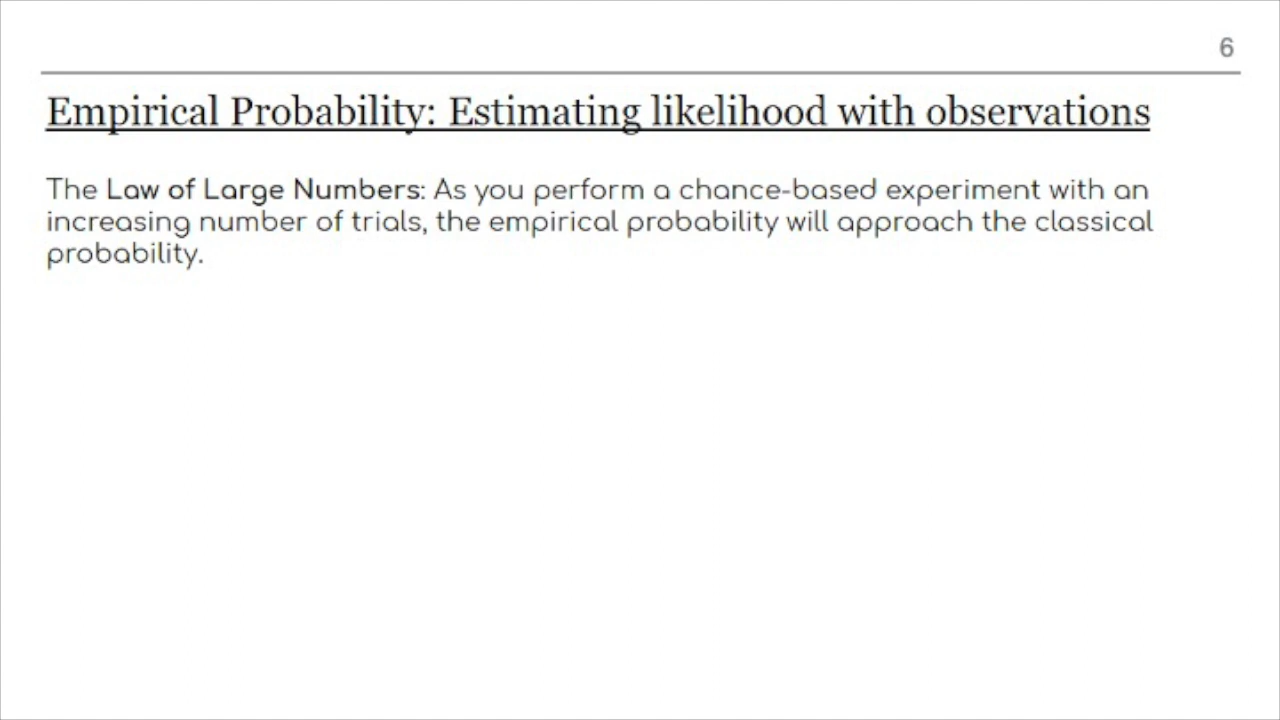 6
Empirical Probability: Estimating likelihood with observations
The Law of Large Numbers: As you perform a chance-based experiment with an
increasing number of trials, the empirical probability will approach the classical
probability.